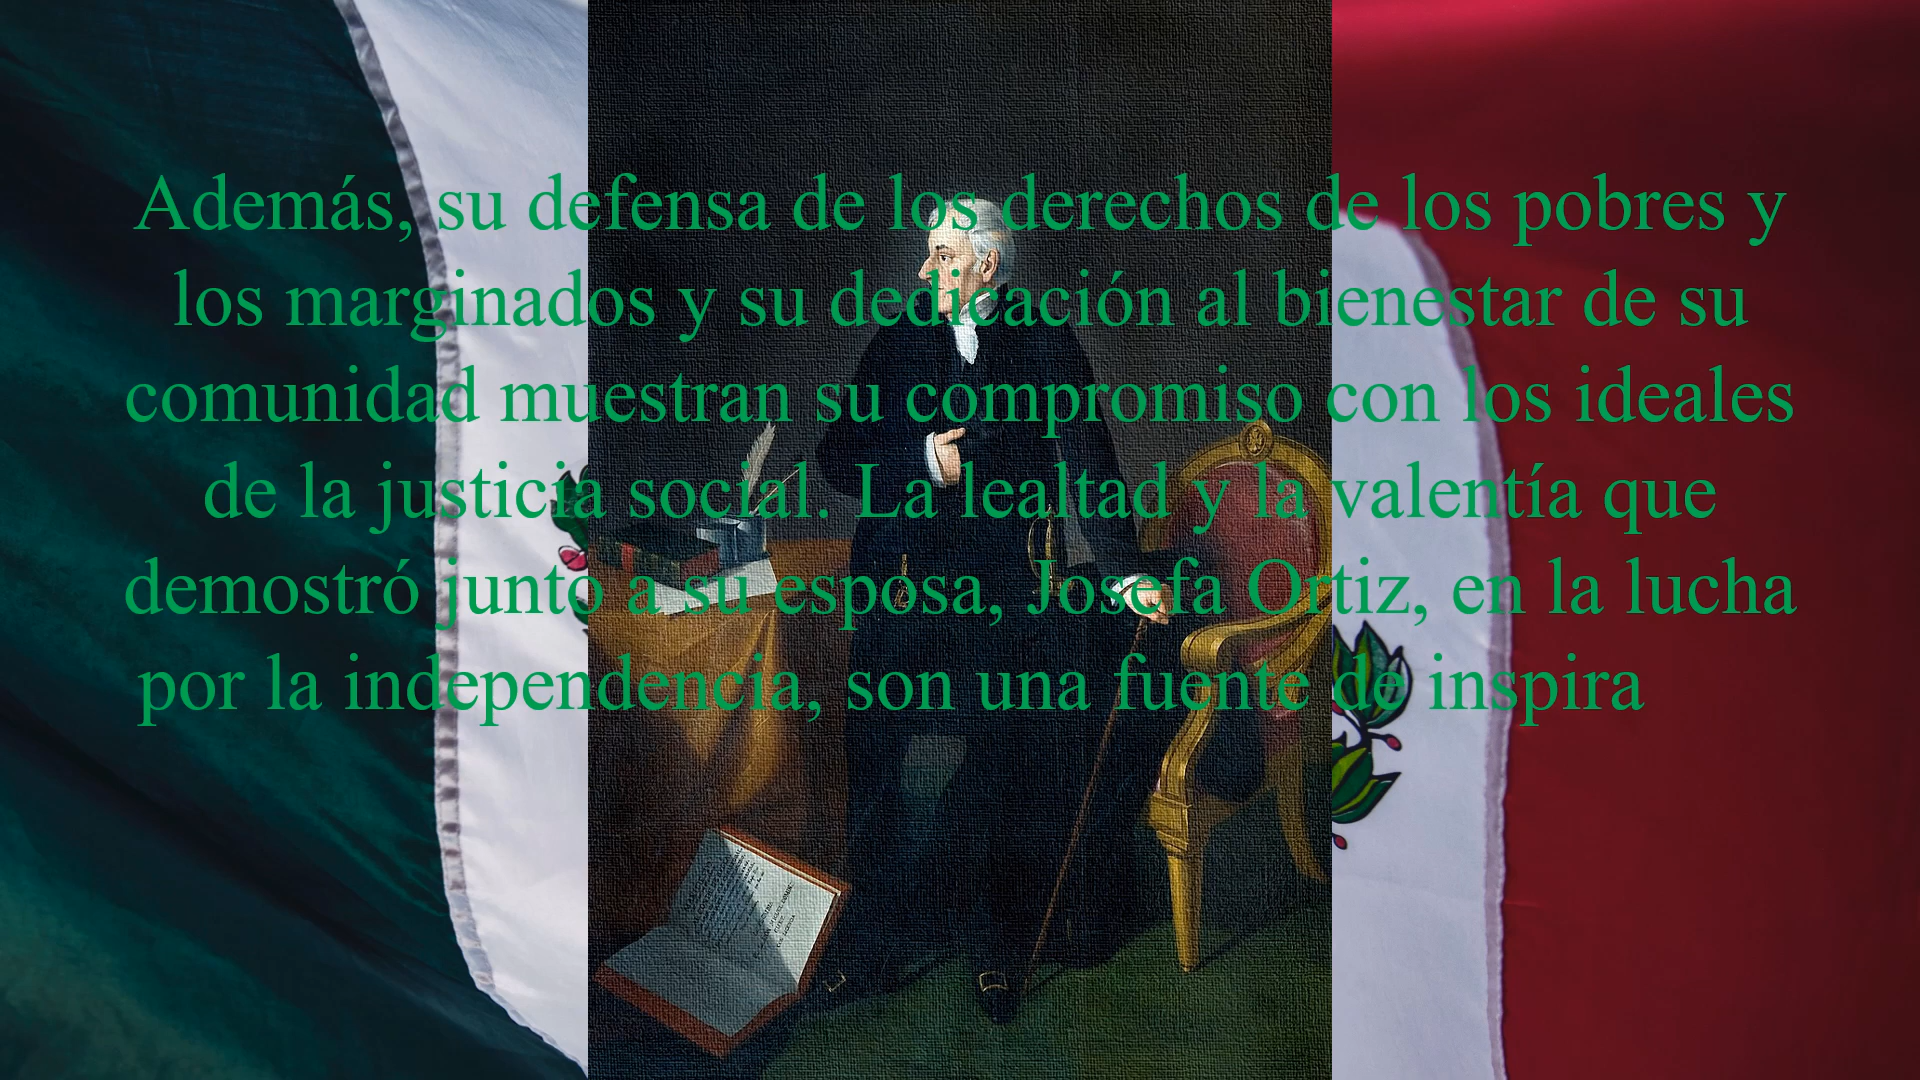 Además, su defensa de los derechos de los pobres y
los marginados y su dedicación al bienestar de su
comunidad muestran su compromiso con los ideales
de la justicia social. La lealtad y la valentía que
demostró junto a su esposa, Josefa Ortiz, en la lucha
por la independencia, son una fuente de inspira